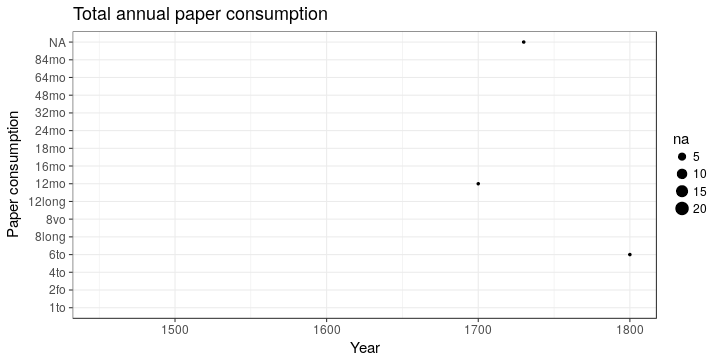 Total annual paper consumption
Paper consumption
NA
84mo
64mo
48mo
32mo
24mo
18mo
16mo
12mo
12long
8vo
8long
6to
4to
2fo
1to
1500 1600 1700 1800
Year
na
5
10
15
20